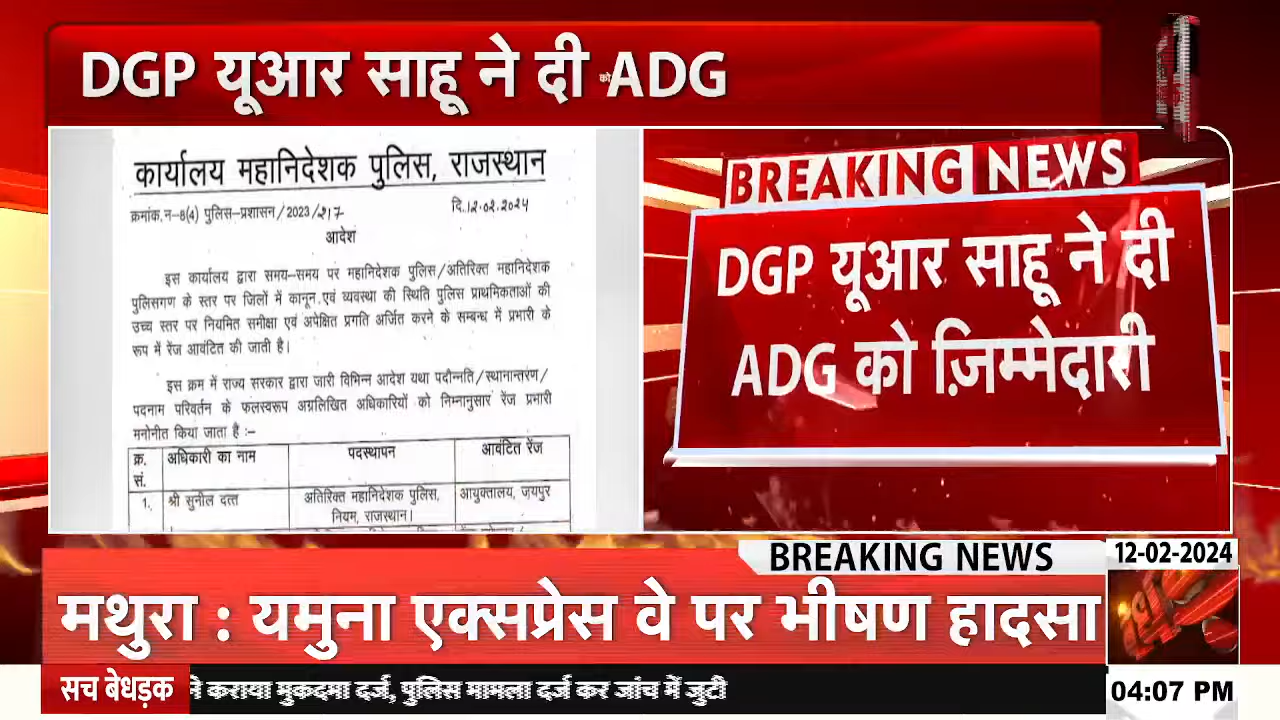 DGP यूआर साहू ने दी को ADG
कार्यालय महानिदेशक पुलिस, राजस्थान
क्रमांक.न-8(4) पुलिस-प्रशासन/2023/217 दि.12.02.2024
आदेश
इस कार्यालय द्वारा समय-समय पर महानिदेशक पुलिस/अतिरिक्त महानिदेशक
पुलिसगण के स्तर पर जिलों में कानून एवं व्यवस्था की स्थिति पुलिस प्राथमिकताओं की
उच्च स्तर पर नियमित समीक्षा एवं अपेक्षित प्रगति अर्जित करने के सम्बन्ध में प्रभारी के
रूप में रेंज आवंटित की जाती है।
इस क्रम में राज्य सरकार द्वारा जारी विभिन्न आदेश यथा पदौन्नति/स्थानान्तरण/
पदनाम परिवर्तन के फलस्वरूप अग्रलिखित अधिकारियों को निम्नानुसार रेंज प्रभारी
मनोनीत किया जाता है :-
क्र. सं. अधिकारी का नाम पदस्थापन आवंटित रेंज
1. श्री सुनील दत्त अतिरिक्त महानिदेशक पुलिस, आयुक्तालय, जयपुर
नियम, राजस्थान।
BREAKING NEWS
DGP यूआर साहू ने दी
ADG को ज़िम्मेदारी
BREAKING NEWS
12-02-2024
मथुरा : यमुना एक्सप्रेस वे पर भीषण हादसा
सच बेधड़क
ने कराया मुकदमा दर्ज, पुलिस मामला दर्ज कर जांच में जुटी
04:07 PM